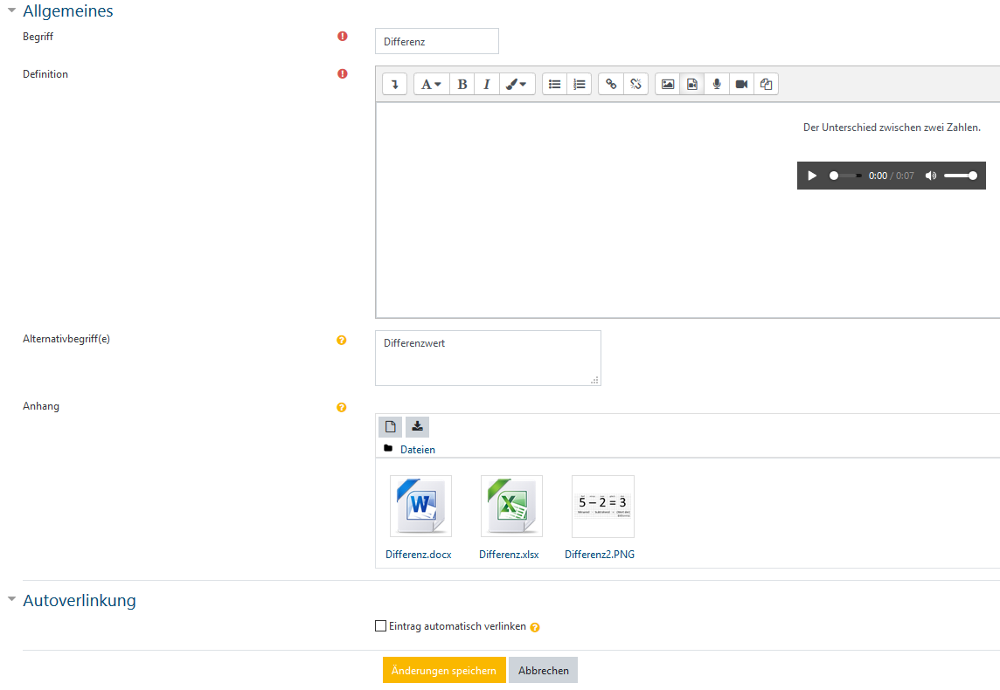 Allgemeines
Begriff
Differenz
Definition
Der Unterschied zwischen zwei Zahlen.
0:00 / 0:07
Alternativbegriff(e)
Differenzwert
Anhang
Dateien
5 – 2 = 3
Differenz.docx Differenz.xlsx Differenz2.PNG
Autoverlinkung
Eintrag automatisch verlinken
Änderungen speichern Abbrechen